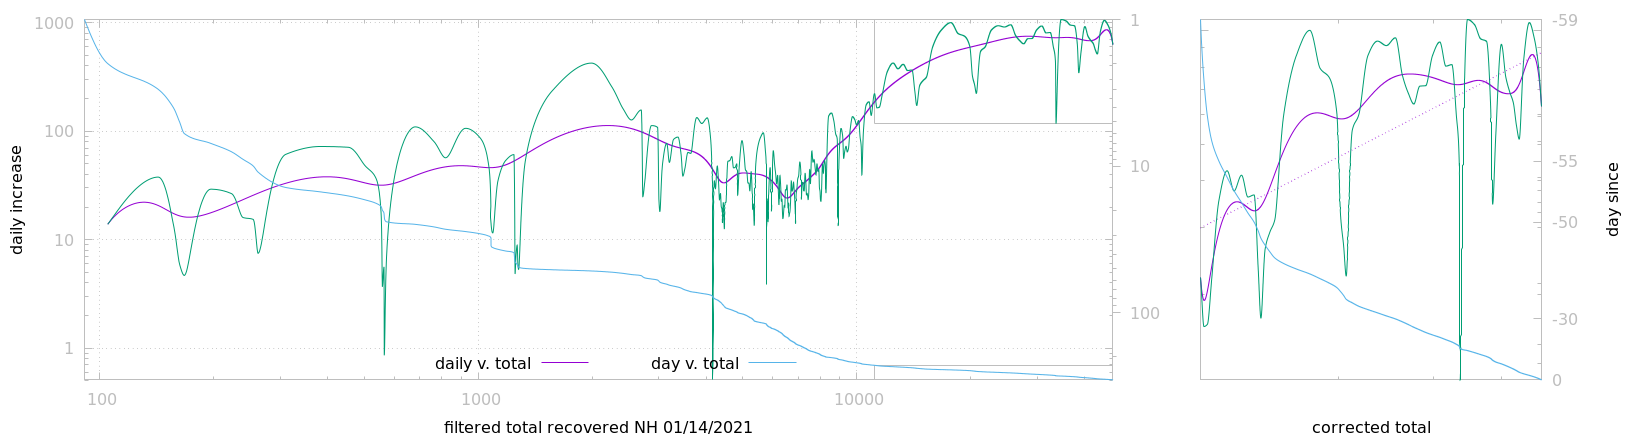 1000
100
10
1
daily increase
100
1000
10000
filtered total recovered NH 01/14/2021
daily v. total
day v. total
1
10
100
-59
-55
-50
-30
0
day since
corrected total